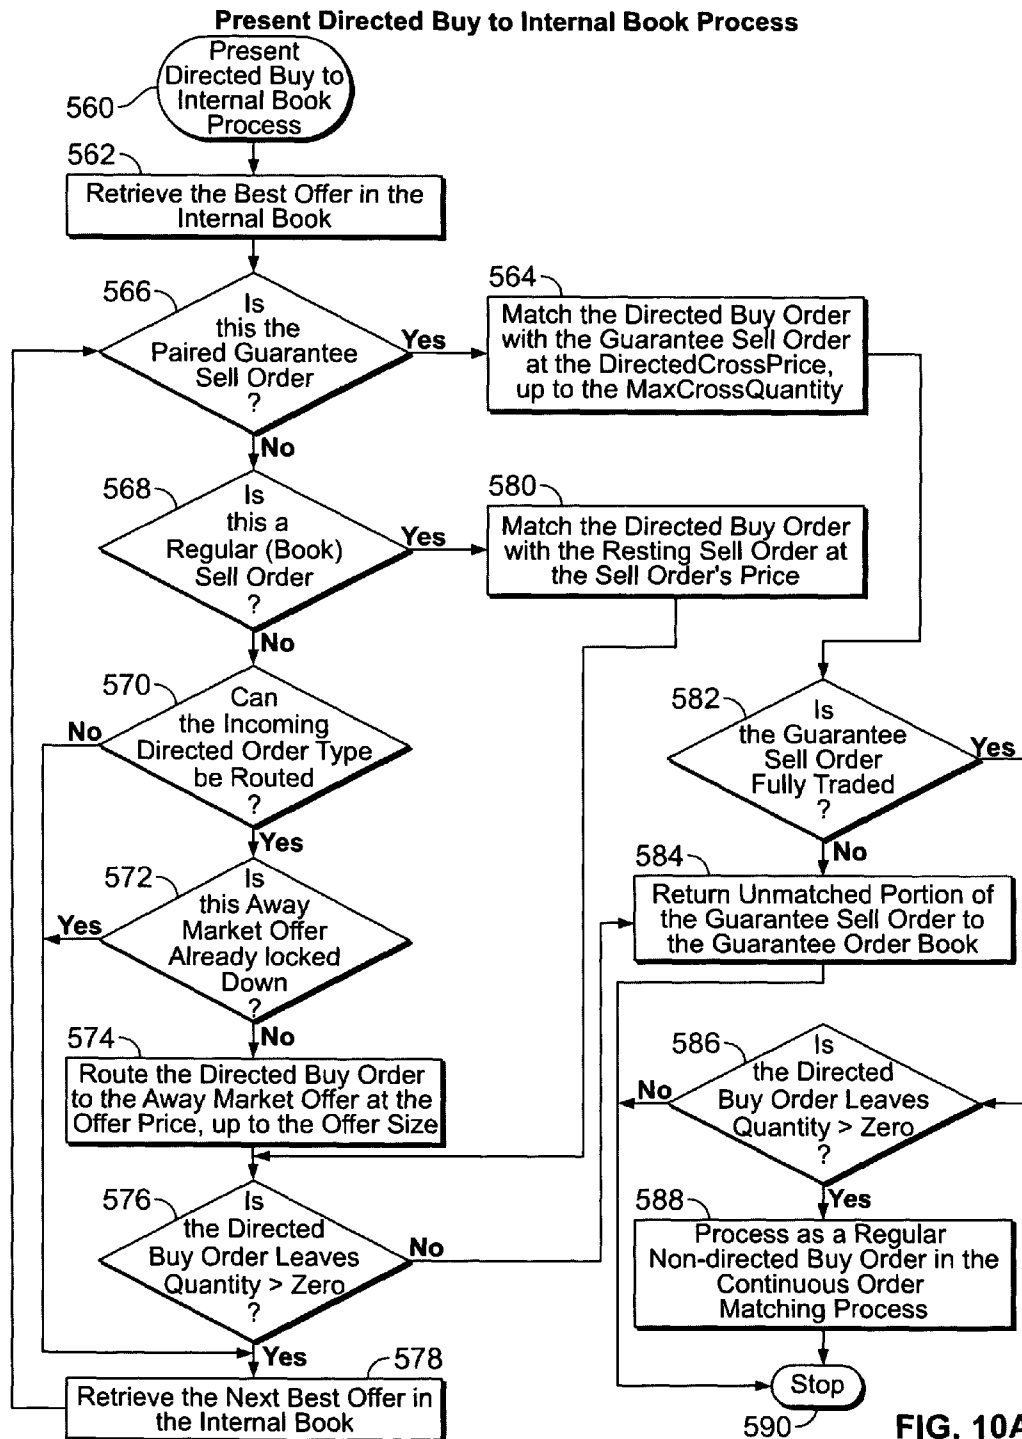 Present Directed Buy to Internal Book Process
Present
Directed Buy to
Internal Book
Process
560
562
Retrieve the Best Offer in the
Internal Book
566
Is
this the
Paired Guarantee
Sell Order
?
Yes
No
564
Match the Directed Buy Order
with the Guarantee Sell Order
at the DirectedCrossPrice,
up to the MaxCrossQuantity
568
Is
this a
Regular (Book)
Sell Order
?
Yes
No
580
Match the Directed Buy Order
with the Resting Sell Order at
the Sell Order's Price
570
Can
the Incoming
Directed Order Type
be Routed
?
No
Yes
582
Is
the Guarantee
Sell Order
Fully Traded
?
Yes
No
572
Is
this Away
Market Offer
Already locked
Down
?
Yes
No
584
Return Unmatched Portion of
the Guarantee Sell Order to
the Guarantee Order Book
574
Route the Directed Buy Order
to the Away Market Offer at the
Offer Price, up to the Offer Size
586
Is
the Directed
Buy Order Leaves
Quantity > Zero
?
No
Yes
576
Is
the Directed
Buy Order Leaves
Quantity > Zero
?
No
Yes
588
Process as a Regular
Non-directed Buy Order in the
Continuous Order
Matching Process
578
Retrieve the Next Best Offer in
the Internal Book
Stop
590
FIG. 10A